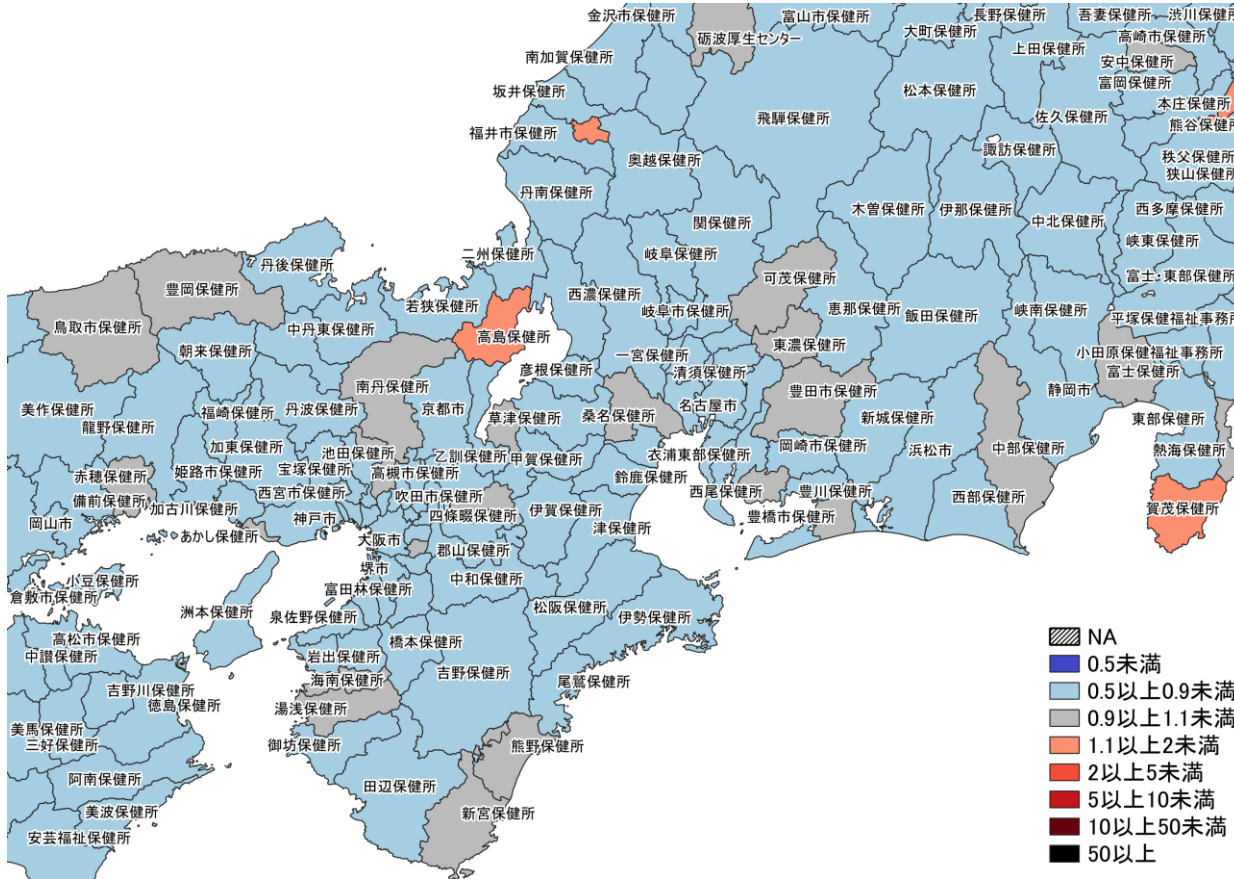 金沢市保健所
富山市保健所
長野保健所
吾妻保健所
渋川保健所
砺波厚生センター
大町保健所
高崎市保健所
南加賀保健所
上田保健所
安中保健所
坂井保健所
松本保健所
富岡保健所
本庄保健所
福井市保健所
飛騨保健所
佐久保健所
熊谷保健所
奥越保健所
諏訪保健所
秩父保健所
狭山保健所
丹南保健所
関保健所
木曽保健所
伊那保健所
中北保健所
西多摩保健所
峡東保健所
二州保健所
岐阜保健所
丹後保健所
可茂保健所
富士・東部保健所
豊岡保健所
若狭保健所
西濃保健所
岐阜市保健所
恵那保健所
飯田保健所
峡南保健所
平塚保健福祉事務所
鳥取市保健所
中丹東保健所
高島保健所
東濃保健所
小田原保健福祉事務所
朝来保健所
一宮保健所
彦根保健所
清須保健所
富士保健所
南丹保健所
豊田市保健所
静岡市
美作保健所
福崎保健所
丹波保健所
京都市
草津保健所
桑名保健所
名古屋市
新城保健所
東部保健所
龍野保健所
加東保健所
池田保健所
乙訓保健所
甲賀保健所
衣浦東部保健所
岡崎市保健所
浜松市
中部保健所
熱海保健所
赤穂保健所
姫路市保健所
宝塚保健所
高槻市保健所
鈴鹿保健所
西尾保健所
豊川保健所
西部保健所
備前保健所
加古川保健所
西宮市保健所
吹田市保健所
伊賀保健所
賀茂保健所
岡山市
神戸市
四條畷保健所
豊橋市保健所
あかし保健所
大阪市
郡山保健所
津保健所
小豆保健所
堺市
中和保健所
倉敷市保健所
洲本保健所
富田林保健所
松阪保健所
泉佐野保健所
伊勢保健所
高松市保健所
橋本保健所
中讃保健所
岩出保健所
吉野保健所
海南保健所
尾鷲保健所
吉野川保健所
徳島保健所
湯浅保健所
美馬保健所
御坊保健所
熊野保健所
三好保健所
阿南保健所
田辺保健所
美波保健所
新宮保健所
安芸福祉保健所
NA
0.5未満
0.5以上0.9未満
0.9以上1.1未満
1.1以上2未満
2以上5未満
5以上10未満
10以上50未満
50以上